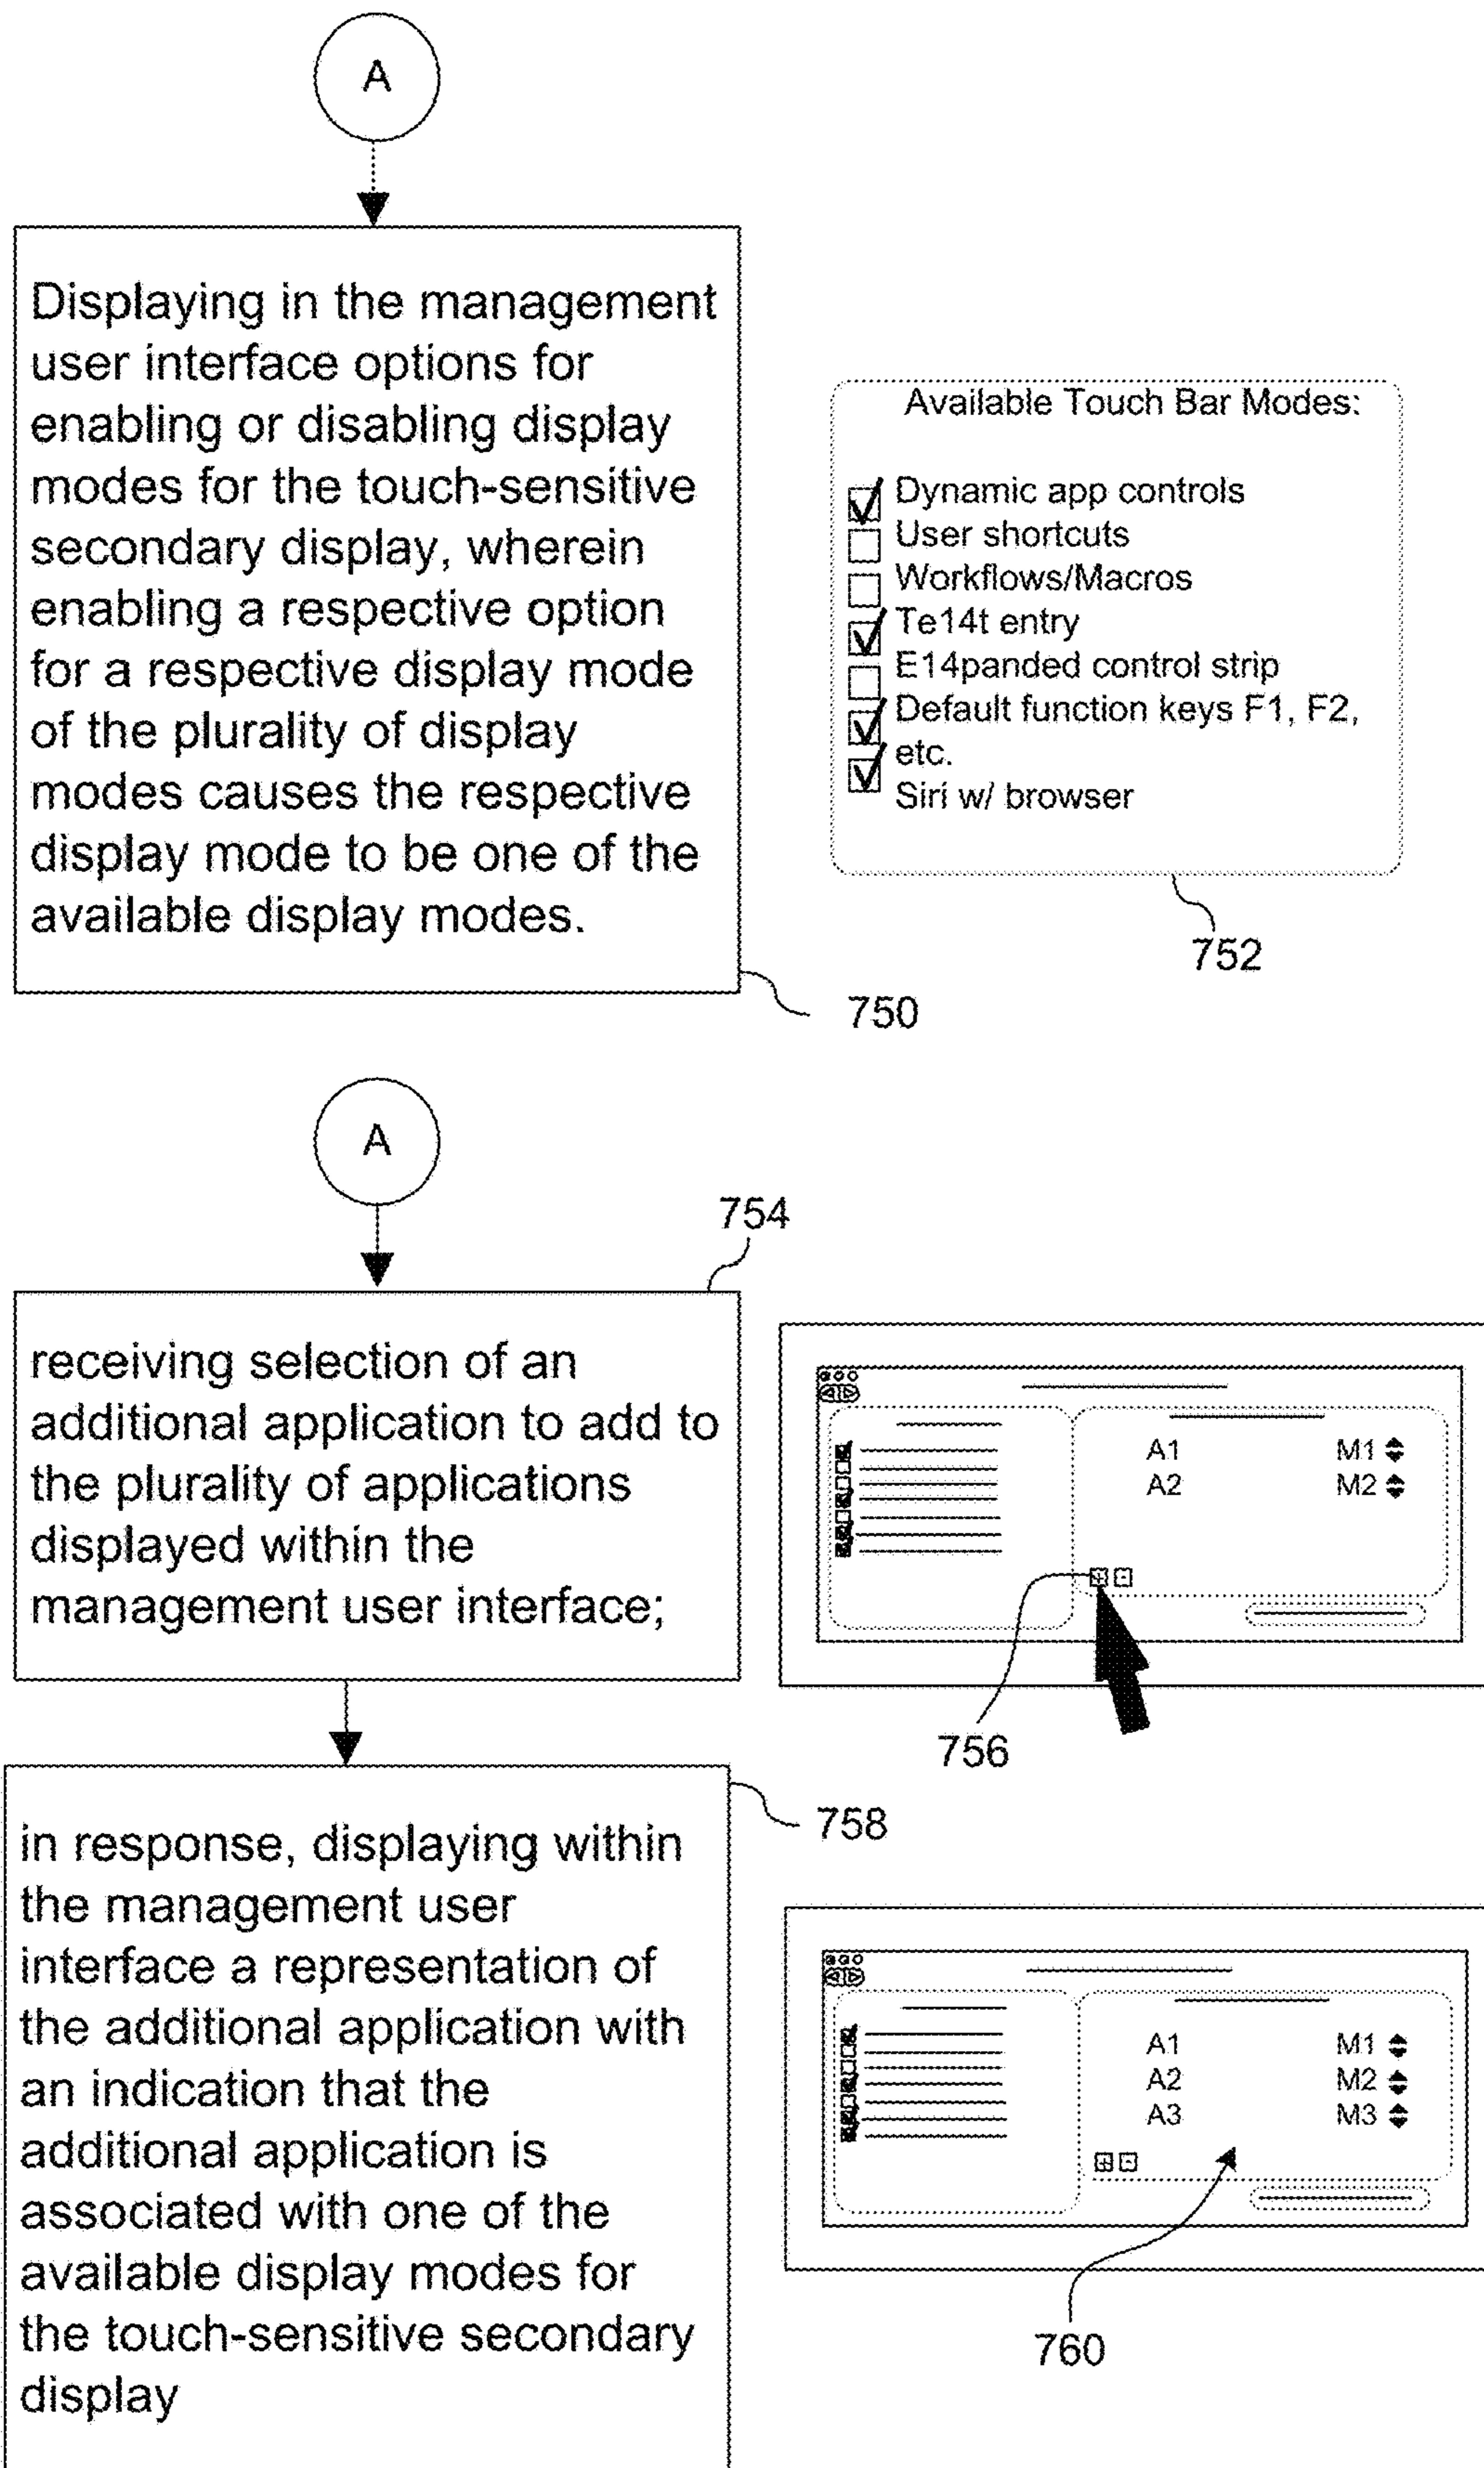 A
Displaying in the management
user interface options for
enabling or disabling display
modes for the touch-sensitive
secondary display, wherein
enabling a respective option
for a respective display mode
of the plurality of display
modes causes the respective
display mode to be one of the
available display modes.
750
Available Touch Bar Modes:
Dynamic app controls
User shortcuts
Workflows/Macros
Te14t entry
E14panded control strip
Default function keys F1, F2,
etc.
Siri w/ browser
752
A
754
receiving selection of an
additional application to add to
the plurality of applications
displayed within the
management user interface;
A1 M1
A2 M2
756
758
in response, displaying within
the management user
interface a representation of
the additional application with
an indication that the
additional application is
associated with one of the
available display modes for
the touch-sensitive secondary
display
A1 M1
A2 M2
A3 M3
760